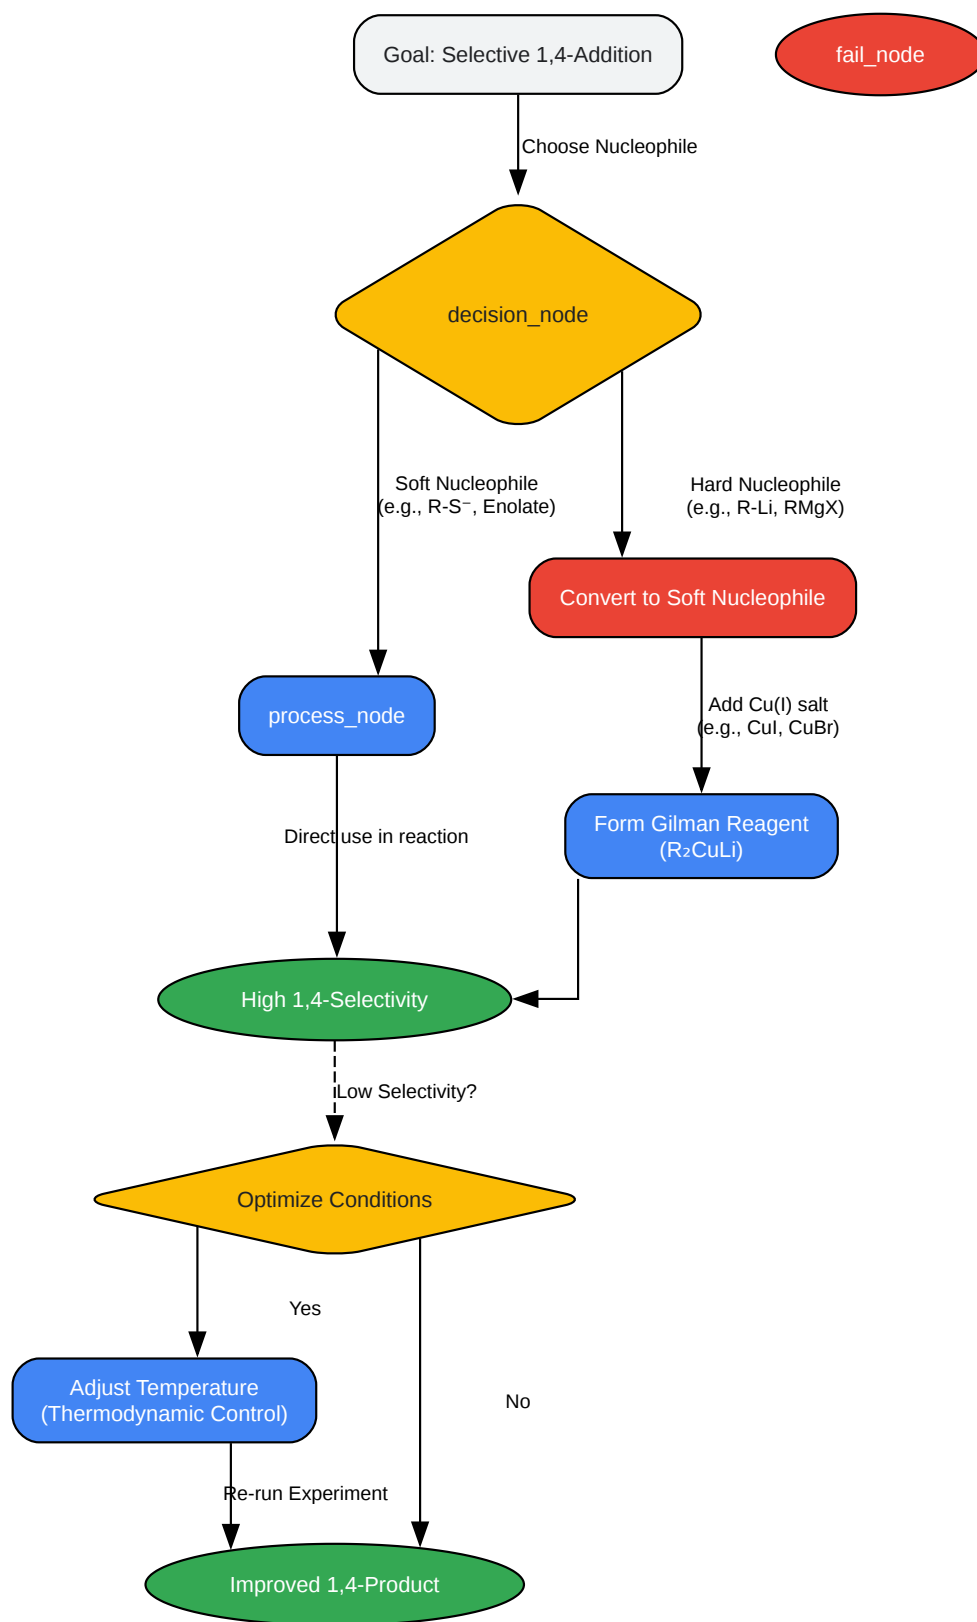 Goal: Selective 1,4-Addition
fail_node
Choose Nucleophile
decision_node
Soft Nucleophile
(e.g., R-S⁻, Enolate)
Hard Nucleophile
(e.g., R-Li, RMgX)
Convert to Soft Nucleophile
process_node
Add Cu(I) salt
(e.g., CuI, CuBr)
Form Gilman Reagent
(R₂CuLi)
Direct use in reaction
High 1,4-Selectivity
Low Selectivity?
Optimize Conditions
Yes
Adjust Temperature
(Thermodynamic Control)
No
Re-run Experiment
Improved 1,4-Product